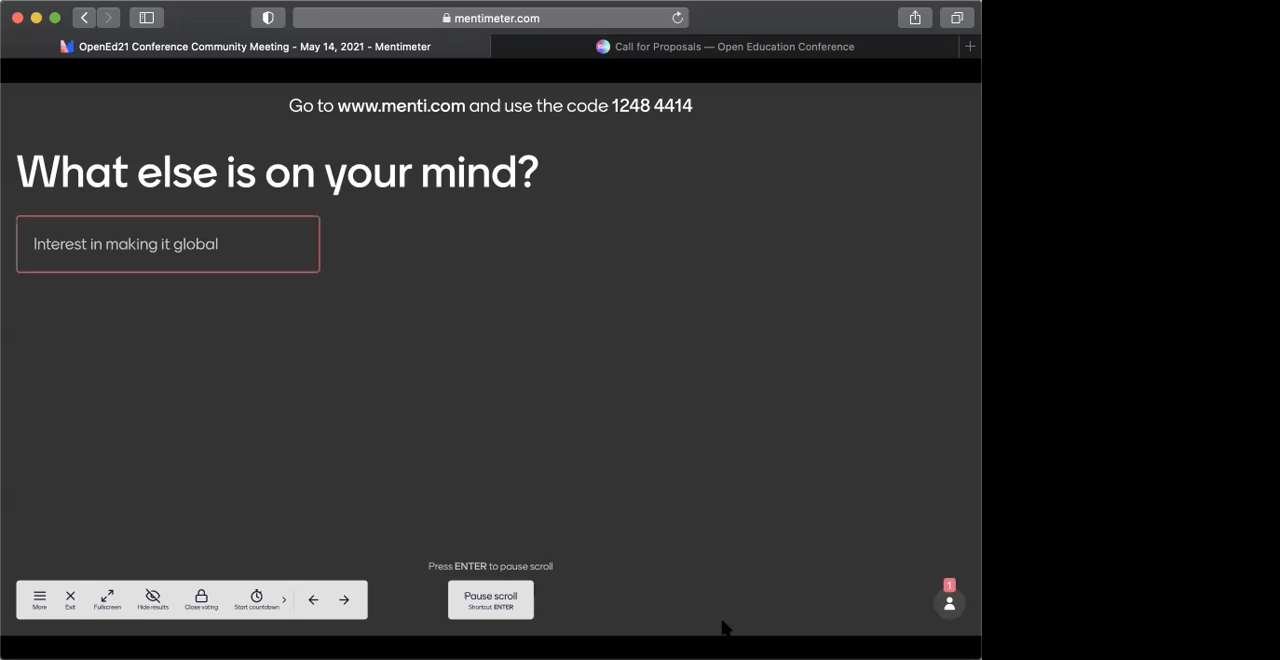 mentimeter.com
OpenEd21 Conference Community Meeting - May 14, 2021 - Mentimeter
Call for Proposals — Open Education Conference
Go to www.menti.com and use the code 1248 4414
What else is on your mind?
Interest in making it global
Press ENTER to pause scroll
More
Exit
Fullscreen
Hide results
Close voting
Start countdown
Pause scroll
Shortcut ENTER
1